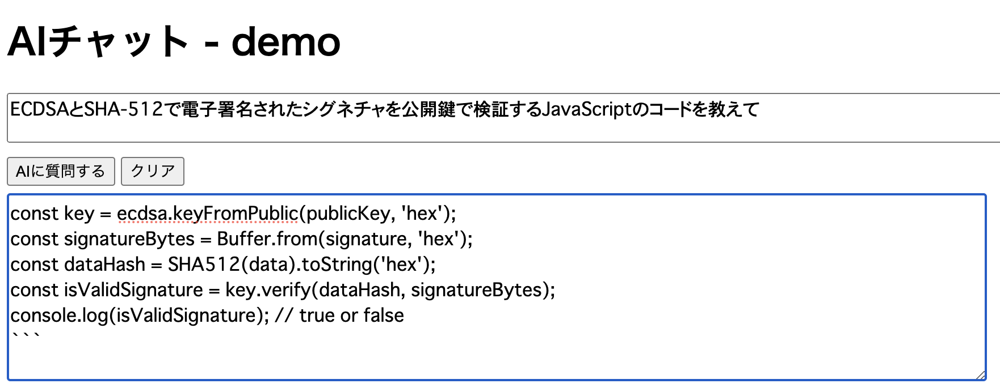 AIチャット - demo
ECDSAとSHA-512で電子署名されたシグネチャを公開鍵で検証するJavaScriptのコードを教えて
AIに質問する クリア
const key = ecdsa.keyFromPublic(publicKey, 'hex');
const signatureBytes = Buffer.from(signature, 'hex');
const dataHash = SHA512(data).toString('hex');
const isValidSignature = key.verify(dataHash, signatureBytes);
console.log(isValidSignature); // true or false
```